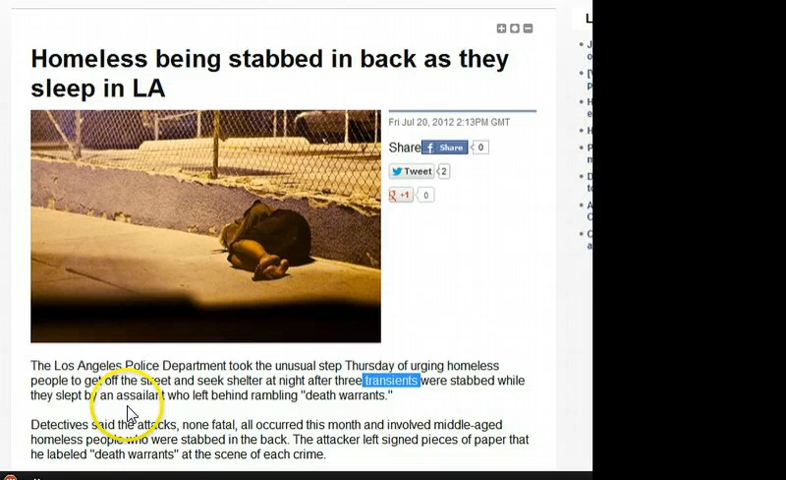 Homeless being stabbed in back as they
sleep in LA
Fri Jul 20, 2012 2:13PM GMT
Share
Share
0
Tweet
2
+1
0
The Los Angeles Police Department took the unusual step Thursday of urging homeless
people to get off the street and seek shelter at night after three transients were stabbed while
they slept by an assailant who left behind rambling "death warrants."
Detectives said the attacks, none fatal, all occurred this month and involved middle-aged
homeless people who were stabbed in the back. The attacker left signed pieces of paper that
he labeled "death warrants" at the scene of each crime.